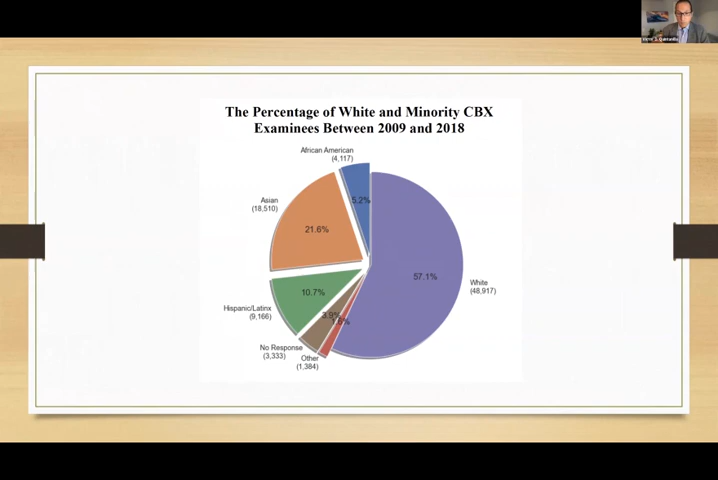 The Percentage of White and Minority CBX
Examinees Between 2009 and 2018
African American
(4,117)
5.2%
Asian
(18,510)
21.6%
57.1%
White
(48,917)
10.7%
Hispanic/Latinx
(9,166)
3.9%
1.6%
No Response
(3,333)
Other
(1,384)